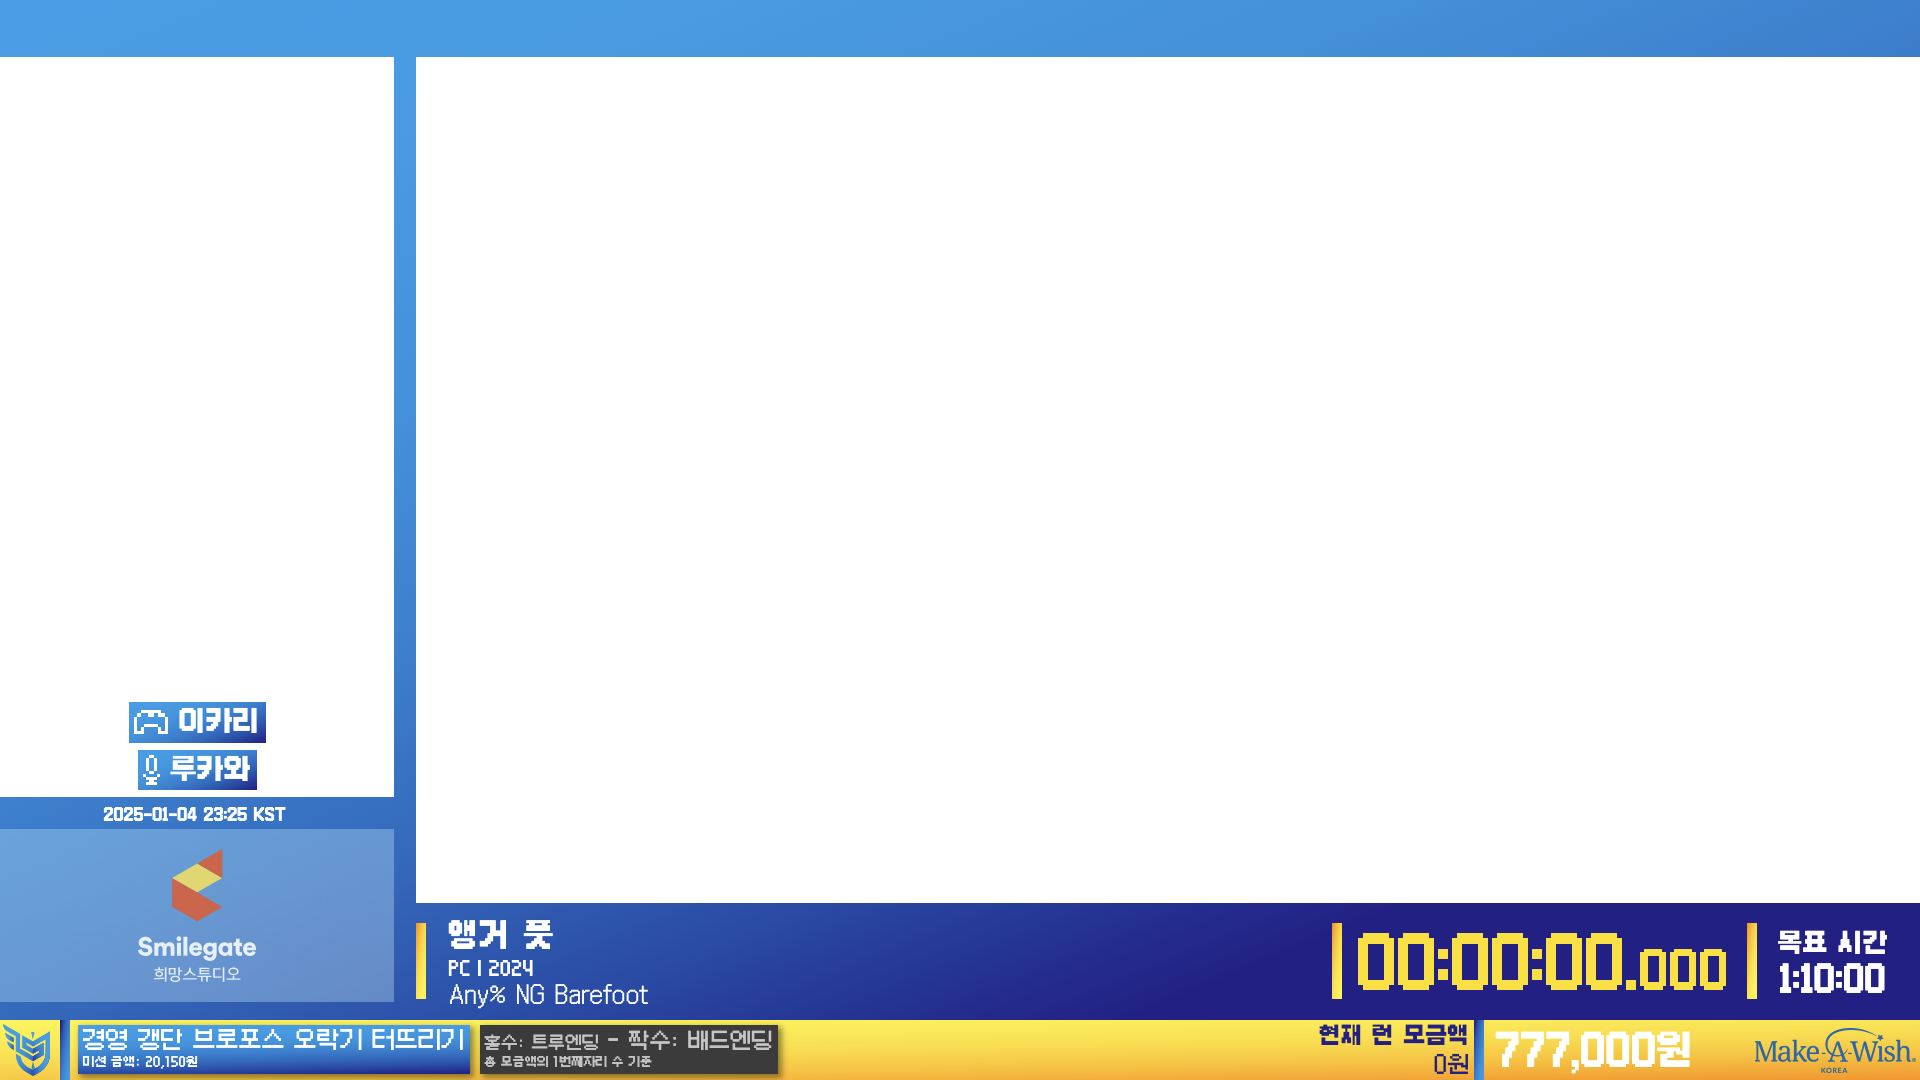 이카리
루카와
2025-01-04 23:25 KST
Smilegate
희망스튜디오
앵거 풋
PC | 2024
Any% NG Barefoot
00:00:00.000
목표 시간
1:10:00
경영 갱단 브로포스 오락기 터뜨리기
미션 금액: 20,150원
홀수: 트루엔딩 - 짝수: 배드엔딩
총 모금액의 1번째자리 수 기준
현재 런 모금액
0원
777,000원
Make-A-Wish®
KOREA